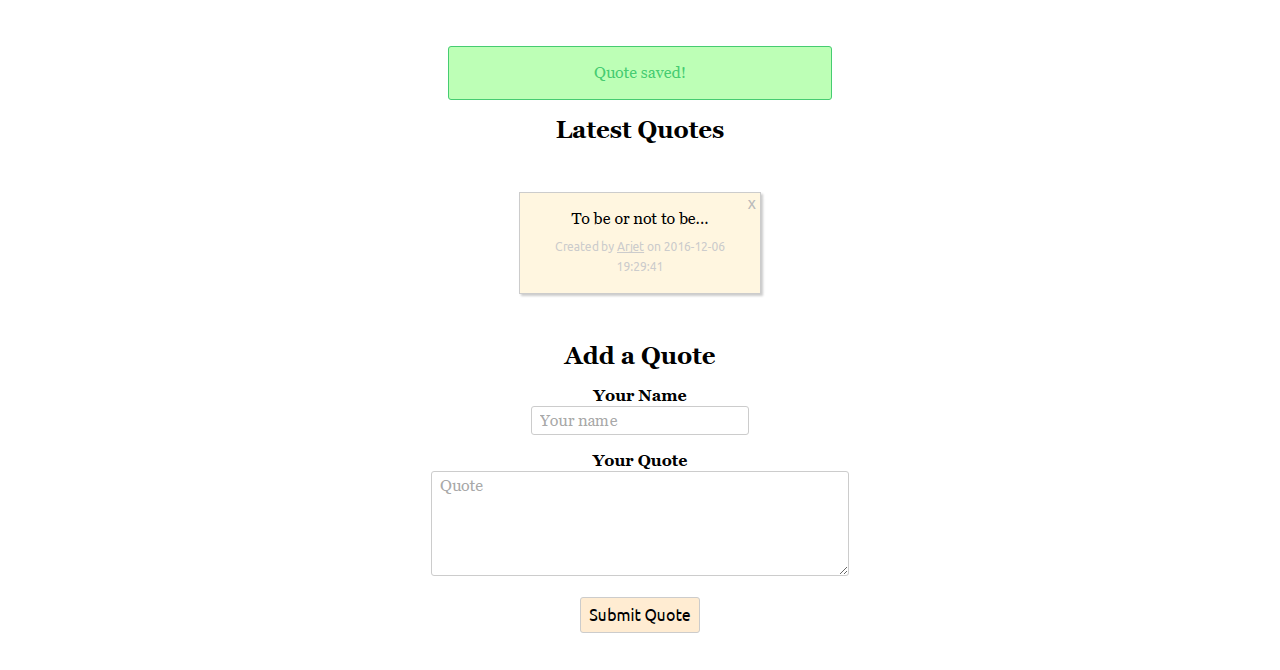 Quote saved!
Latest Quotes
X
To be or not to be...
Created by Arjet on 2016-12-06
19:29:41
Add a Quote
Your Name
Your name
Your Quote
Quote
Submit Quote